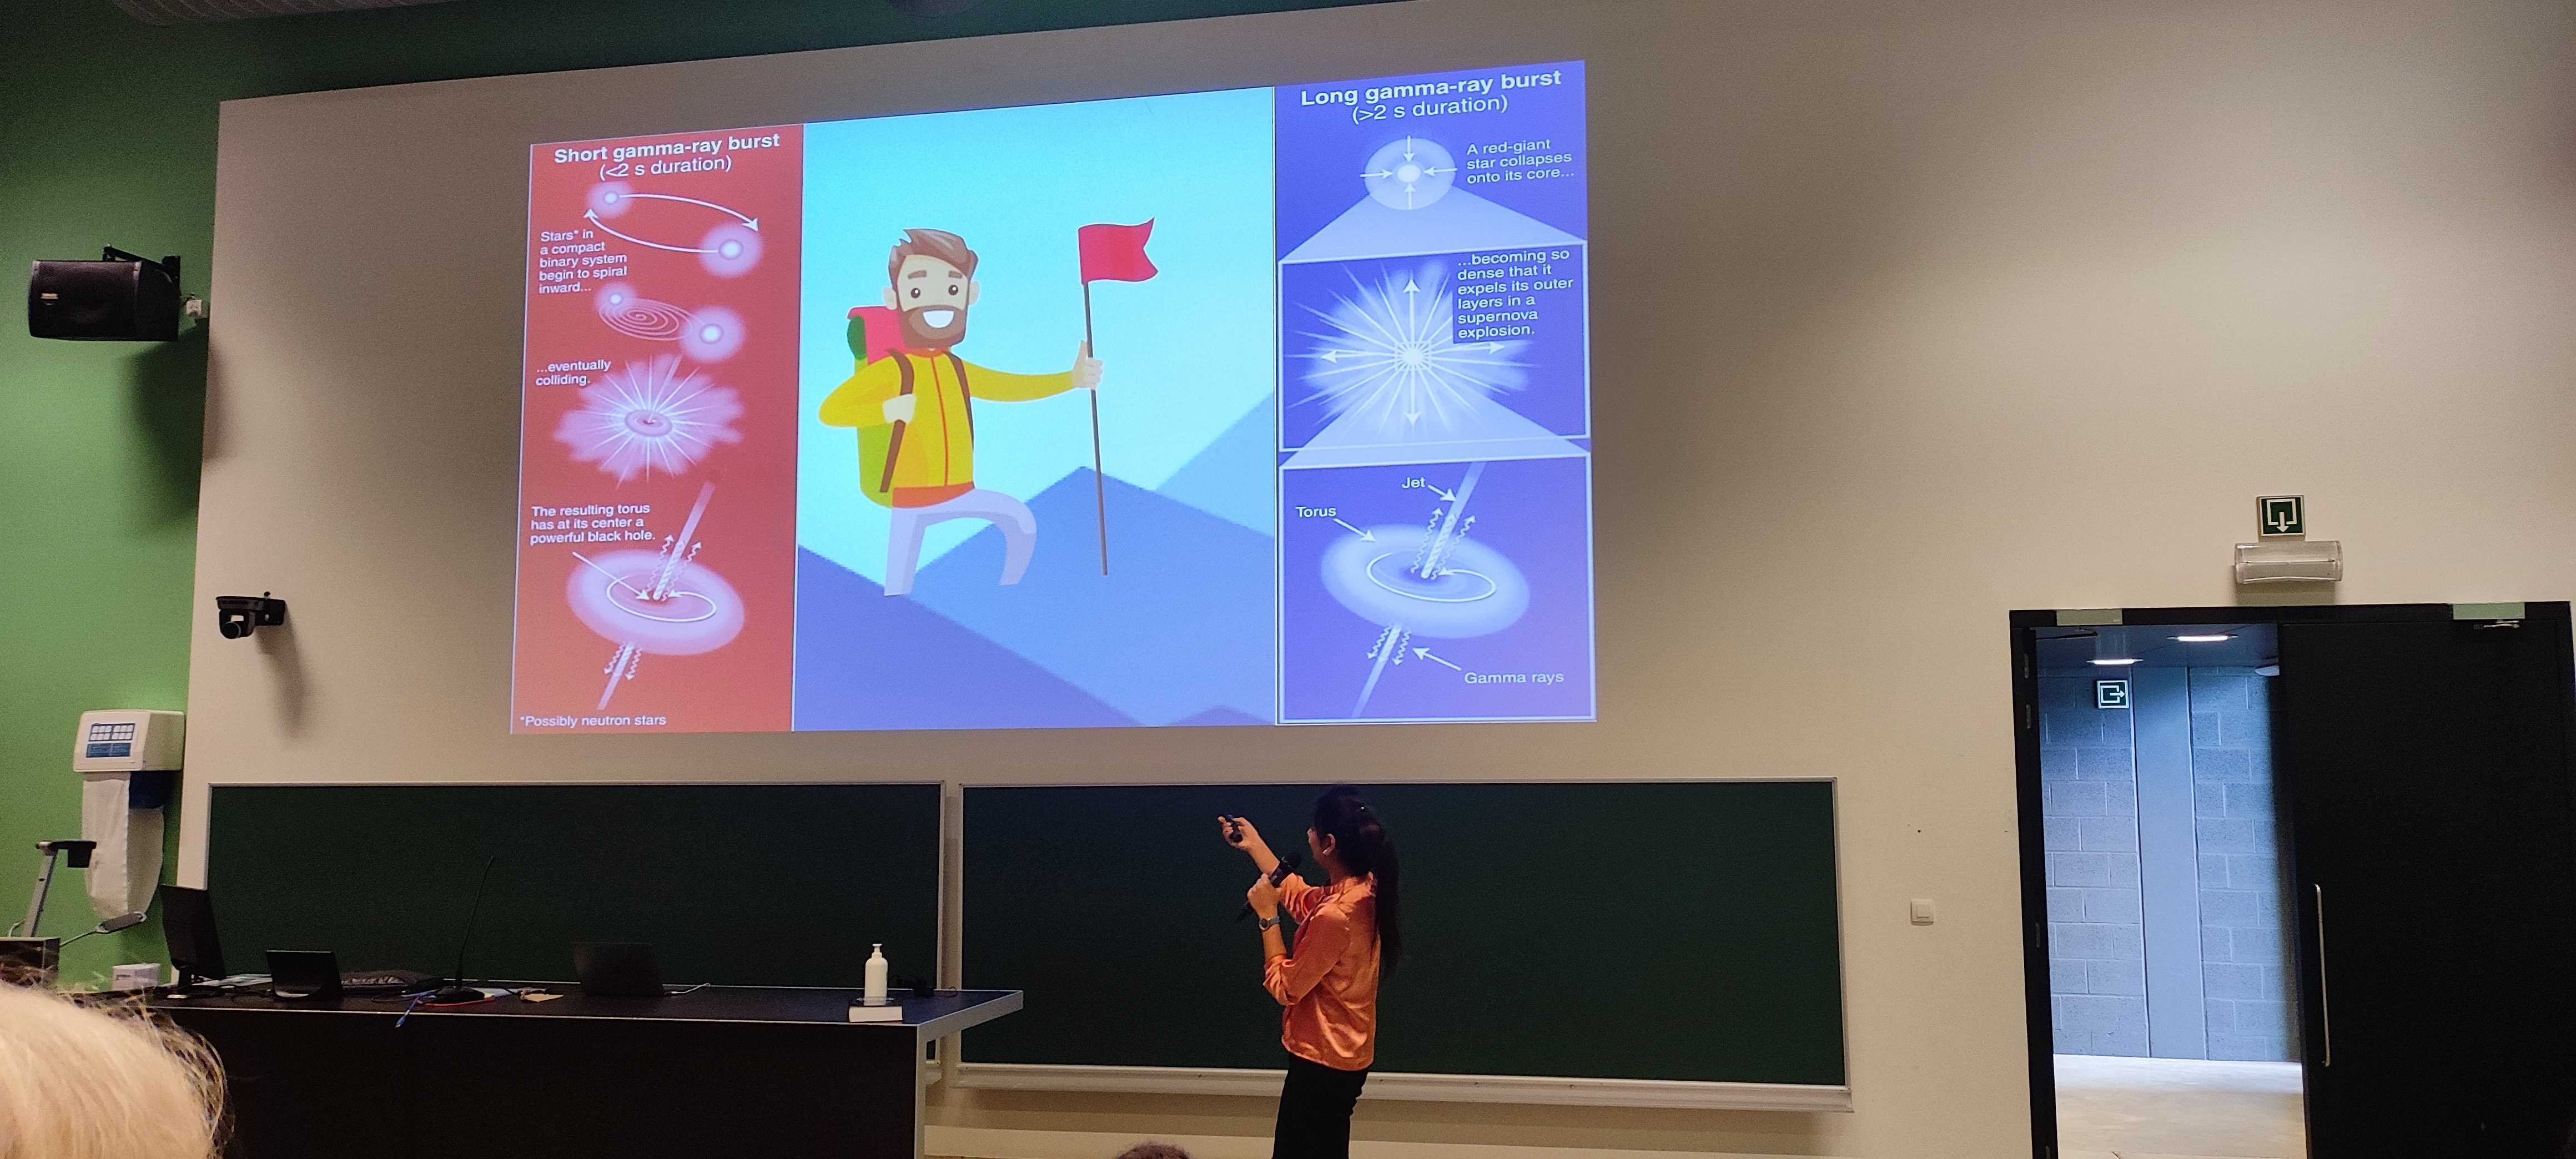 Short gamma-ray burst
(<2 s duration)
Stars* in
a compact
binary system
begin to spiral
inward...
...eventually
colliding.
The resulting torus
has at its center a
powerful black hole.
*Possibly neutron stars
Long gamma-ray burst
(>2 s duration)
A red-giant
star collapses
onto its core...
...becoming so
dense that it
expels its outer
layers in a
supernova
explosion.
Jet
Torus
Gamma rays